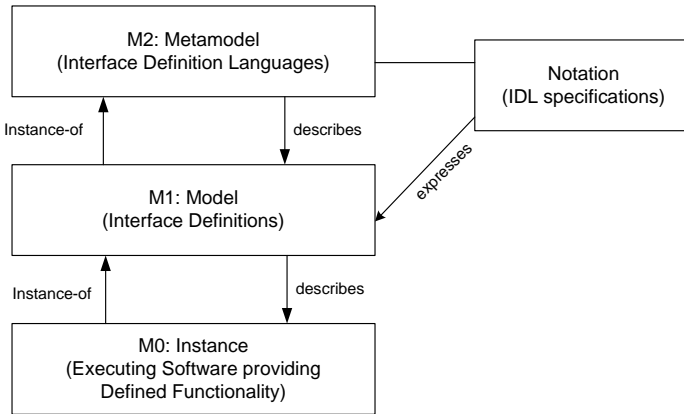 M2: Metamodel
(Interface Definition Languages)
Notation
(IDL specifications)
Instance-of
describes
expresses
M1: Model
(Interface Definitions)
Instance-of
describes
M0: Instance
(Executing Software providing
Defined Functionality)